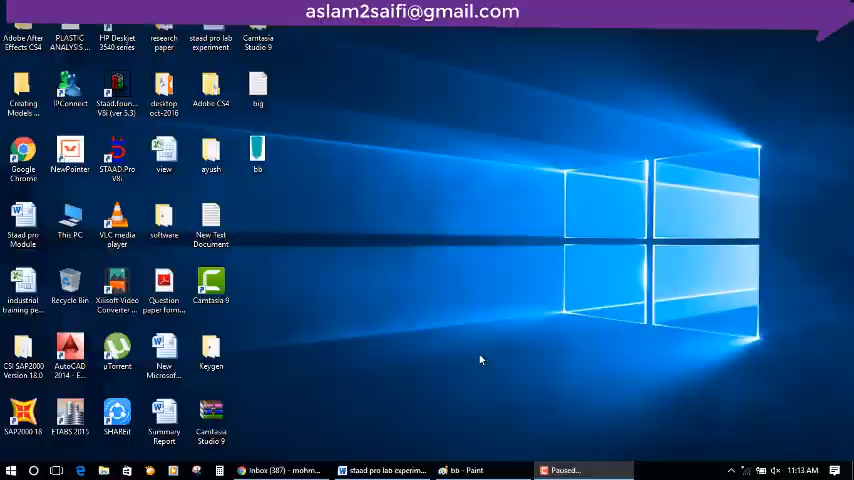 aslam2saifi@gmail.com
Adobe After
Effects CS4
PLASTIC
ANALYSIS ...
HP Deskjet
3540 series
research
paper
staad pro lab
experiment
Camtasia
Studio 9
Creating
Models ...
IPConnect
Staad.foun...
V8i (ver 5.3)
desktop
oct-2016
Adobe CS4
big
Google
Chrome
NewPointer
STAAD.Pro
V8i
view
ayush
bb
Staad pro
Module
This PC
VLC media
player
software
New Text
Document
industrial
training pe...
Recycle Bin
Xilisoft Video
Converter ...
Question
paper form...
Camtasia 9
CSI SAP2000
Version 18.0
AutoCAD
2014 - E...
µTorrent
New
Microsof...
Keygen
SAP2000 18
ETABS 2015
SHAREit
Summary
Report
Camtasia
Studio 9
Inbox (387) - mohm...
staad pro lab experim...
bb - Paint
Paused...
11:13 AM